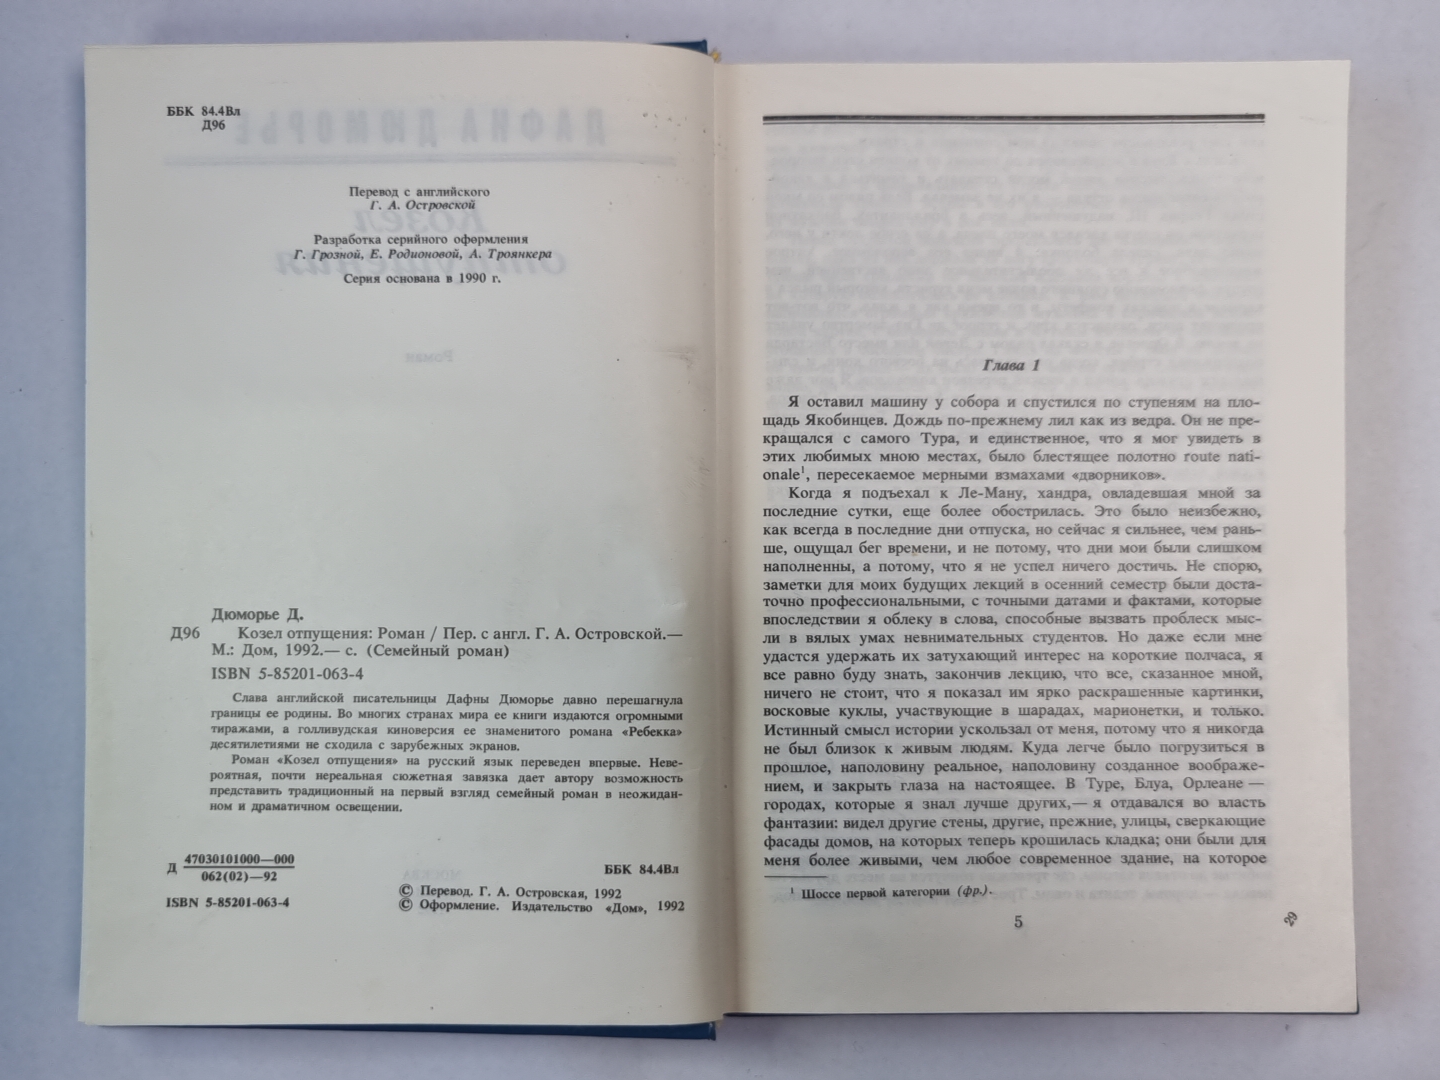 ББК 84.4Вл
Д96
Перевод с английского
Г. А. Островской
Разработка серийного оформления
Г. Грозной, Е. Родионовой, А. Троянкера
Серия основана в 1990 г.
Дюморье Д.
Д96 Козел отпущения: Роман / Пер. с англ. Г. А. Островской.—
М.: Дом, 1992.— с. (Семейный роман)
ISBN 5-85201-063-4
Слава английской писательницы Дафны Дюморье давно перешагнула
границы ее родины. Во многих странах мира ее книги издаются огромными
тиражами, а голливудская киноверсия ее знаменитого романа «Ребекка»
десятилетиями не сходила с зарубежных экранов.
Роман «Козел отпущения» на русский язык переведен впервые. Неве-
роятная, почти нереальная сюжетная завязка дает автору возможность
представить традиционный на первый взгляд семейный роман в неожидан-
ном и драматичном освещении.
Д 47030101000—000
062(02)—92
ББК 84.4Вл
ISBN 5-85201-063-4
© Перевод. Г. А. Островская, 1992
© Оформление. Издательство «Дом», 1992
Глава 1
Я оставил машину у собора и спустился по ступеням на пло-
щадь Якобинцев. Дождь по-прежнему лил как из ведра. Он не пре-
кращался с самого Тура, и единственное, что я мог увидеть в
этих любимых мною местах, было блестящее полотно route nati-
onale¹, пересекаемое мерными взмахами «дворников».
Когда я подъехал к Ле-Ману, хандра, овладевшая мной за
последние сутки, еще более обострилась. Это было неизбежно,
как всегда в последние дни отпуска, но сейчас я сильнее, чем рань-
ше, ощущал бег времени, и не потому, что дни мои были слишком
наполненны, а потому, что я не успел ничего достичь. Не спорю,
заметки для моих будущих лекций в осенний семестр были доста-
точно профессиональными, с точными датами и фактами, которые
впоследствии я облеку в слова, способные вызвать проблеск мыс-
ли в вялых умах невнимательных студентов. Но даже если мне
удастся удержать их затухающий интерес на короткие полчаса, я
все равно буду знать, закончив лекцию, что все, сказанное мной,
ничего не стоит, что я показал им ярко раскрашенные картинки,
восковые куклы, участвующие в шарадах, марионетки, и только.
Истинный смысл истории ускользал от меня, потому что я никогда
не был близок к живым людям. Куда легче было погрузиться в
прошлое, наполовину реальное, наполовину созданное воображе-
нием, и закрыть глаза на настоящее. В Туре, Блуа, Орлеане —
городах, которые я знал лучше других,— я отдавался во власть
фантазии: видел другие стены, другие, прежние, улицы, сверкающие
фасады домов, на которых теперь крошилась кладка; они были для
меня более живыми, чем любое современное здание, на которое
¹ Шоссе первой категории (фр.).
5
29